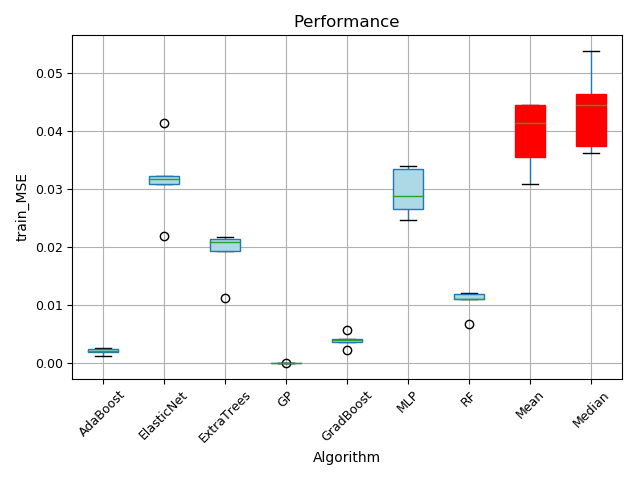 Performance
train_MSE
0.05
0.04
0.03
0.02
0.01
0.00
AdaBoost
ElasticNet
ExtraTrees
GP
GradBoost
MLP
RF
Mean
Median
Algorithm